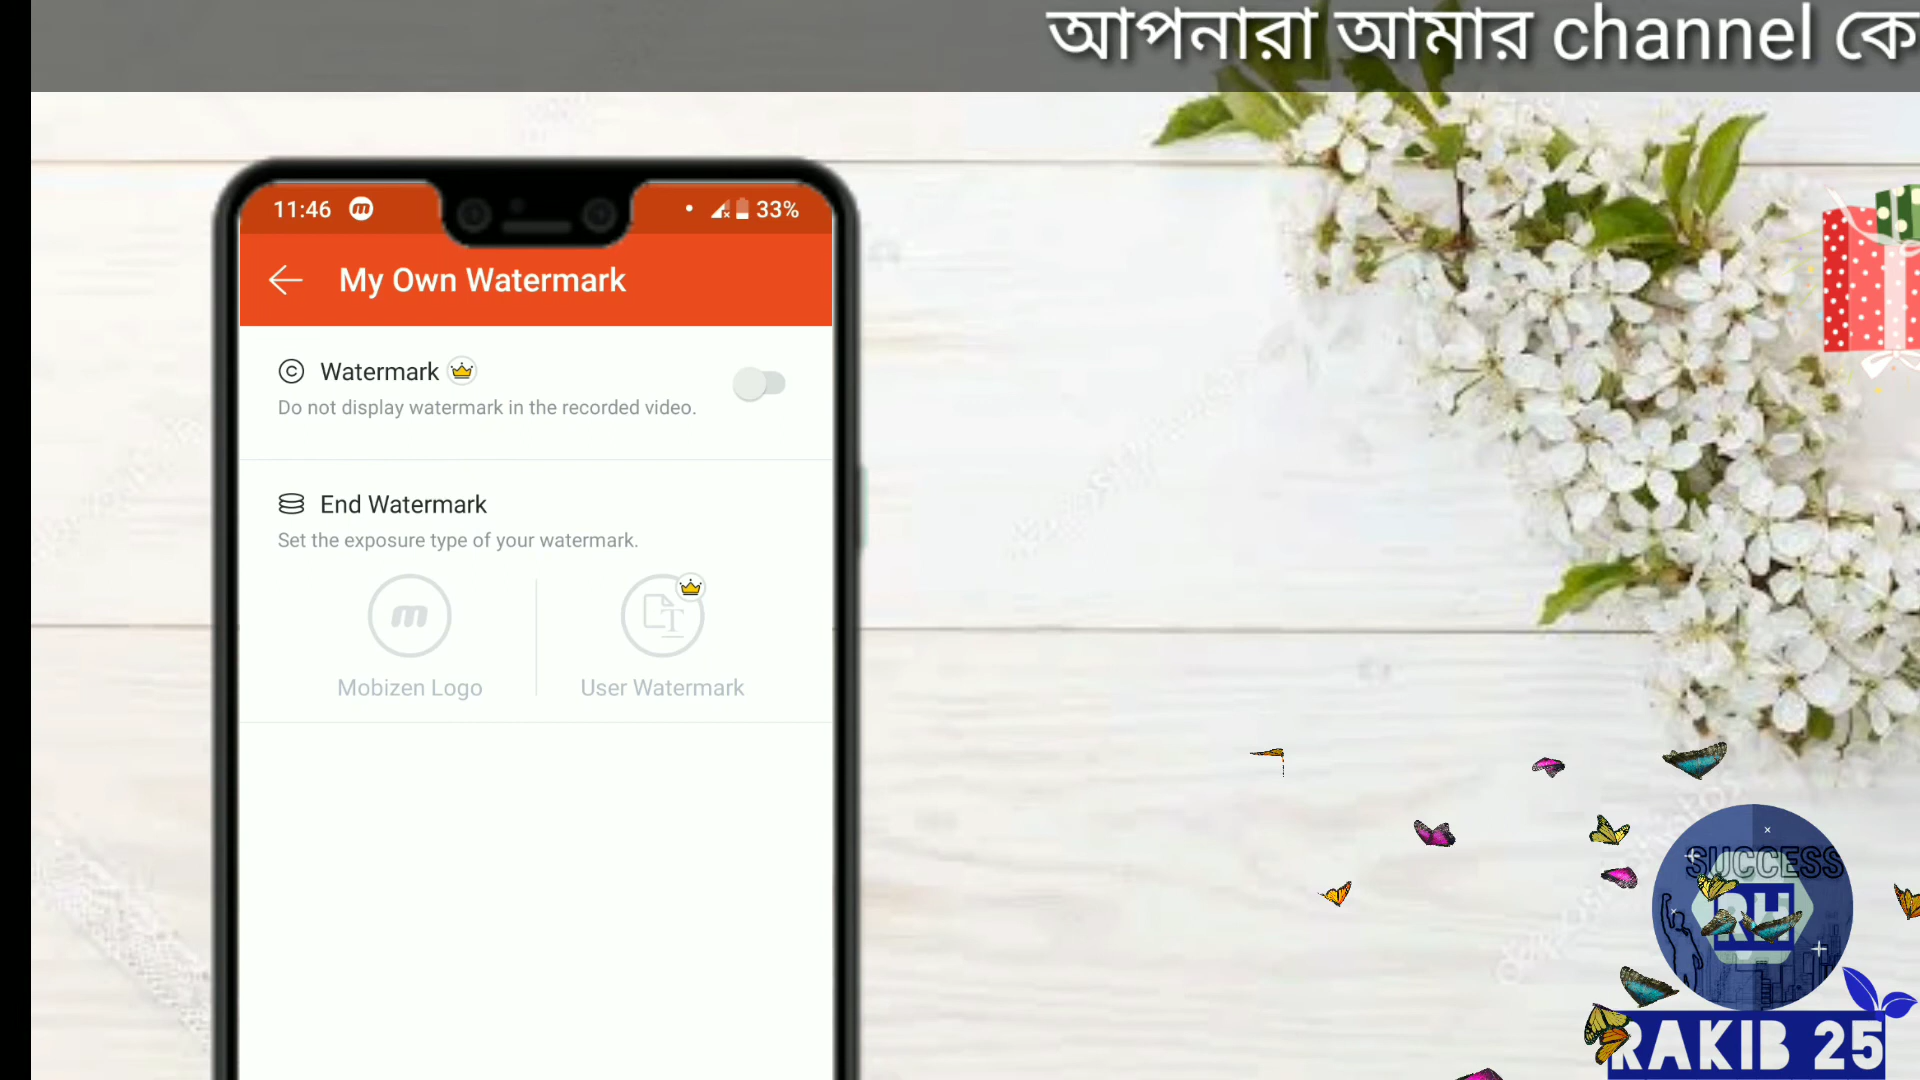 আপনারা আমার channel কে
11:46
33%
My Own Watermark
Watermark
Do not display watermark in the recorded video.
End Watermark
Set the exposure type of your watermark.
Mobizen Logo
User Watermark
SUCCESS
RH
RAKIB 25